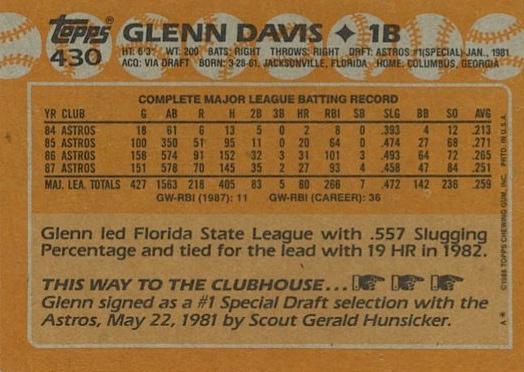 Topps GLENN DAVIS ✦ 1B
430 HT: 6'3" WT: 200 BATS: RIGHT THROWS: RIGHT DRFT: ASTROS #1(SPECIAL) JAN., 1981
ACQ: VIA DRAFT BORN: 3-28-61, JACKSONVILLE, FLORIDA HOME: COLUMBUS, GEORGIA
COMPLETE MAJOR LEAGUE BATTING RECORD
YR CLUB G AB R H 2B 3B HR RBI SB SLG BB SO AVG
84 ASTROS 18 61 6 13 5 0 2 8 0 .393 4 12 .213
85 ASTROS 100 350 51 95 11 0 20 64 0 .474 27 68 .271
86 ASTROS 158 574 91 152 32 3 31 101 3 .493 64 72 .265
87 ASTROS 151 578 70 145 35 2 27 93 4 .458 47 84 .251
MAJ. LEA. TOTALS 427 1563 218 405 83 5 80 266 7 .472 142 236 .259
GW-RBI (1987): 11 GW-RBI (CAREER): 36
Glenn led Florida State League with .557 Slugging
Percentage and tied for the lead with 19 HR in 1982.
THIS WAY TO THE CLUBHOUSE...
Glenn signed as a #1 Special Draft selection with the
Astros, May 22, 1981 by Scout Gerald Hunsicker.
©1988 TOPPS CHEWING GUM, INC. PRTD. IN U.S.A.
A*